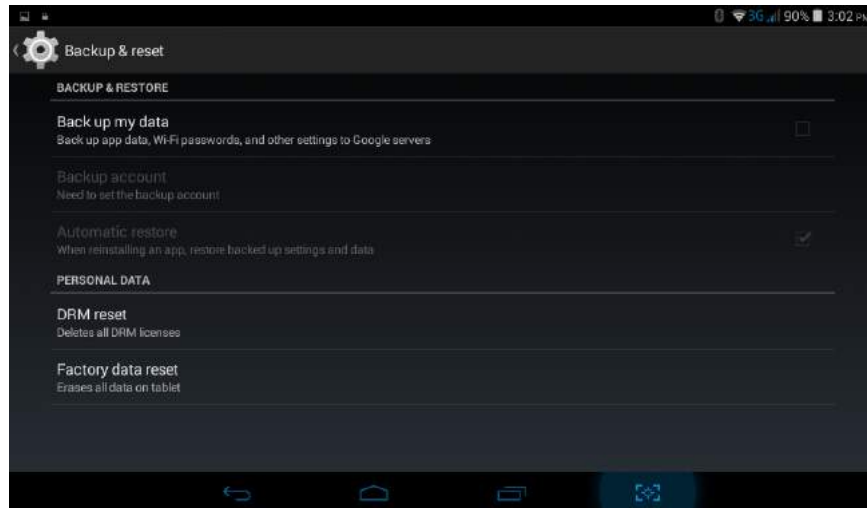 3G 90% 3:02 PM
Backup & reset
BACKUP & RESTORE
Back up my data
Back up app data, Wi-Fi passwords, and other settings to Google servers
Backup account
Need to set the backup account
Automatic restore
When reinstalling an app, restore backed up settings and data
PERSONAL DATA
DRM reset
Deletes all DRM licenses
Factory data reset
Erases all data on tablet